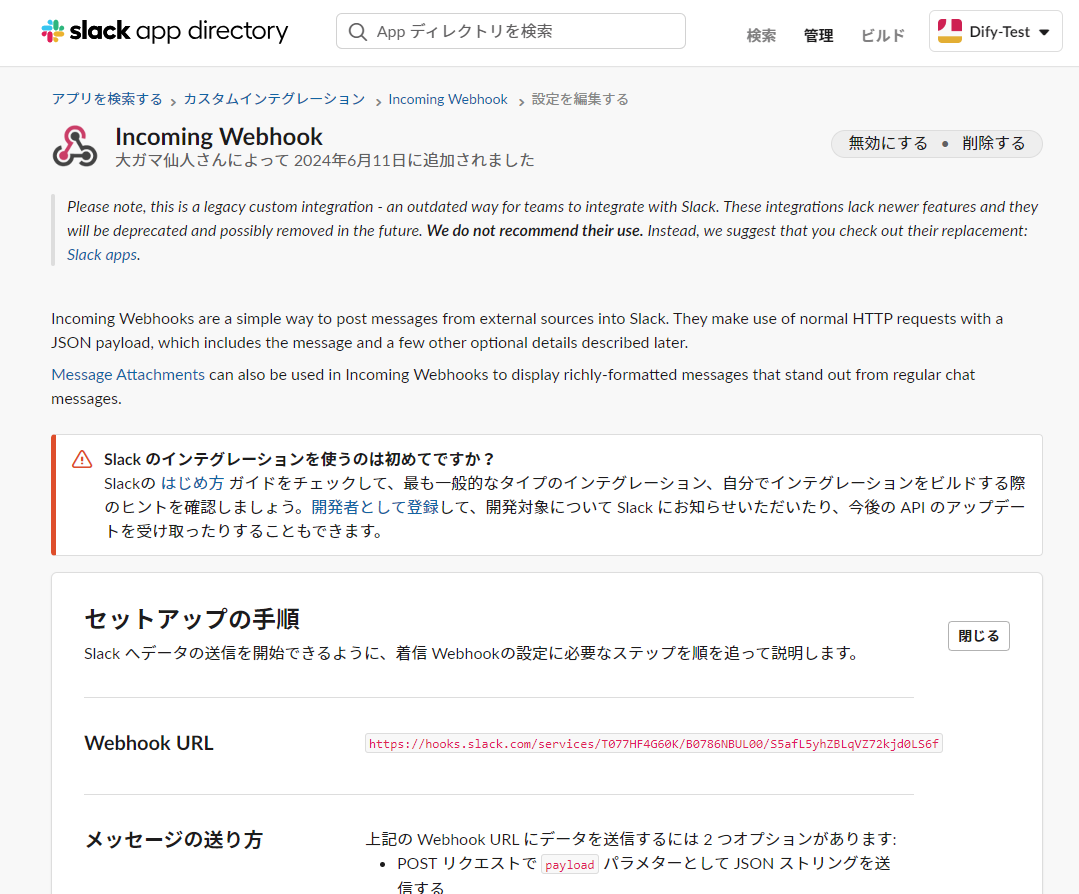 slack app directory
App ディレクトリを検索
検索 管理 ビルド
Dify-Test
アプリを検索する › カスタムインテグレーション › Incoming Webhook › 設定を編集する
Incoming Webhook
大ガマ仙人さんによって 2024年6月11日に追加されました
無効にする • 削除する
Please note, this is a legacy custom integration - an outdated way for teams to integrate with Slack. These integrations lack newer features and they
will be deprecated and possibly removed in the future. We do not recommend their use. Instead, we suggest that you check out their replacement:
Slack apps.
Incoming Webhooks are a simple way to post messages from external sources into Slack. They make use of normal HTTP requests with a
JSON payload, which includes the message and a few other optional details described later.
Message Attachments can also be used in Incoming Webhooks to display richly-formatted messages that stand out from regular chat
messages.
Slack のインテグレーションを使うのは初めてですか？
Slackの はじめ方 ガイドをチェックして、最も一般的なタイプのインテグレーション、自分でインテグレーションをビルドする際
のヒントを確認しましょう。開発者として登録して、開発対象について Slack にお知らせいただいたり、今後の API のアップデー
トを受け取ったりすることもできます。
セットアップの手順
閉じる
Slack へデータの送信を開始できるように、着信 Webhookの設定に必要なステップを順を追って説明します。
Webhook URL
https://hooks.slack.com/services/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
メッセージの送り方
上記の Webhook URL にデータを送信するには 2 つオプションがあります:
• POST リクエストで payload パラメターとして JSON ストリングを送
信する